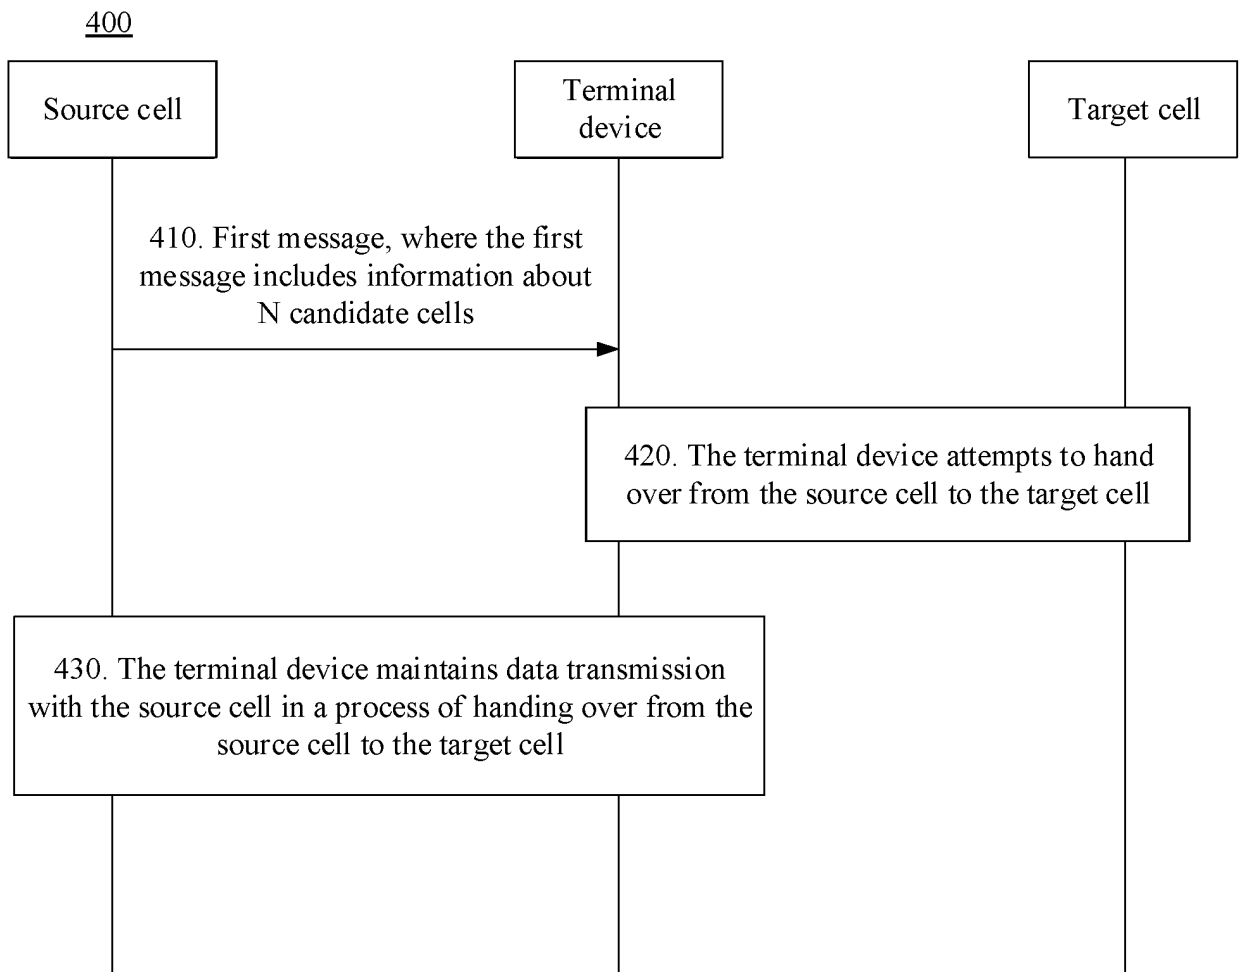 400
Source cell
Terminal
device
Target cell
410. First message, where the first
message includes information about
N candidate cells
420. The terminal device attempts to hand
over from the source cell to the target cell
430. The terminal device maintains data transmission
with the source cell in a process of handing over from the
source cell to the target cell